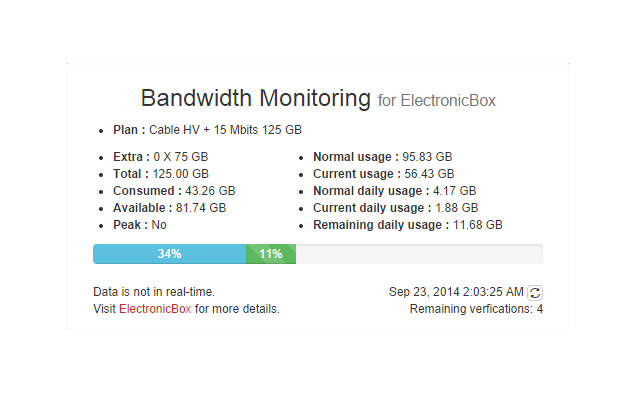 Bandwidth Monitoring for ElectronicBox
Plan : Cable HV + 15 Mbits 125 GB
Extra : 0 X 75 GB
Total : 125.00 GB
Consumed : 43.26 GB
Available : 81.74 GB
Peak : No
Normal usage : 95.83 GB
Current usage : 56.43 GB
Normal daily usage : 4.17 GB
Current daily usage : 1.88 GB
Remaining daily usage : 11.68 GB
34% 11%
Data is not in real-time.
Visit ElectronicBox for more details.
Sep 23, 2014 2:03:25 AM
Remaining verfications: 4